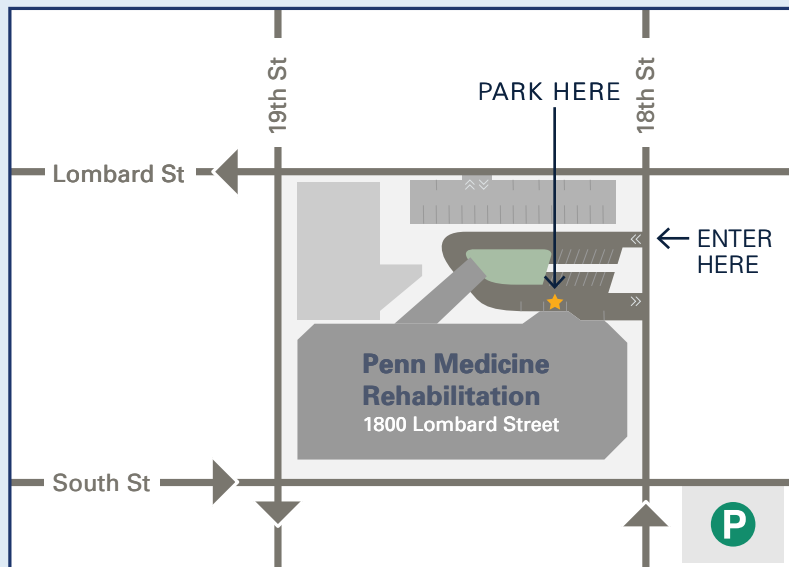 19th St
18th St
PARK HERE
Lombard St
ENTER
HERE
Penn Medicine
Rehabilitation
1800 Lombard Street
South St
P